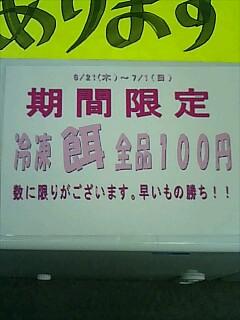 あります
6/21(木)～7/1(日)
期間限定
冷凍 餌 全品100円
数に限りがございます。早いもの勝ち!!